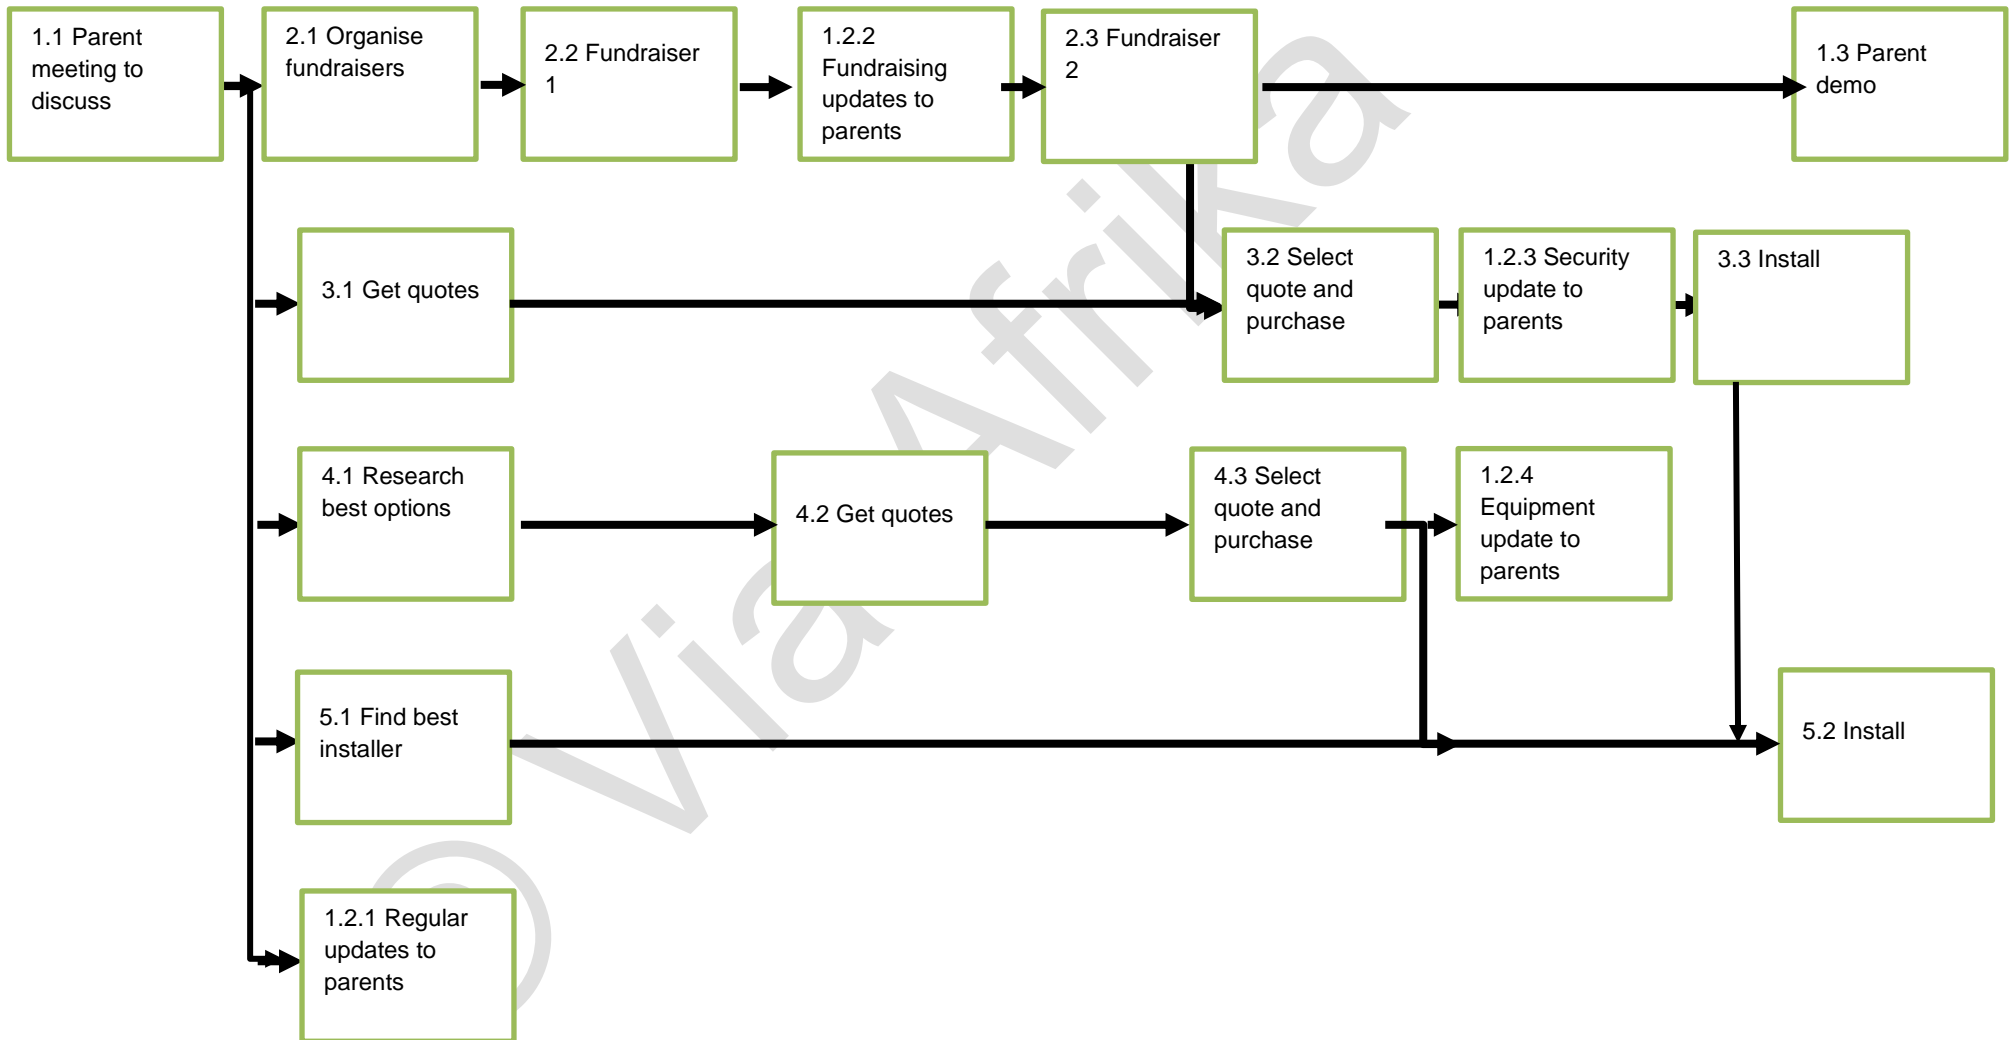 1.1 Parent
meeting to
discuss
2.1 Organise
fundraisers
2.2 Fundraiser
1
1.2.2
Fundraising
updates to
parents
2.3 Fundraiser
2
1.3 Parent
demo
3.1 Get quotes
3.2 Select
quote and
purchase
1.2.3 Security
update to
parents
3.3 Install
4.1 Research
best options
4.2 Get quotes
4.3 Select
quote and
purchase
1.2.4
Equipment
update to
parents
5.1 Find best
installer
5.2 Install
1.2.1 Regular
updates to
parents
© Via Afrika